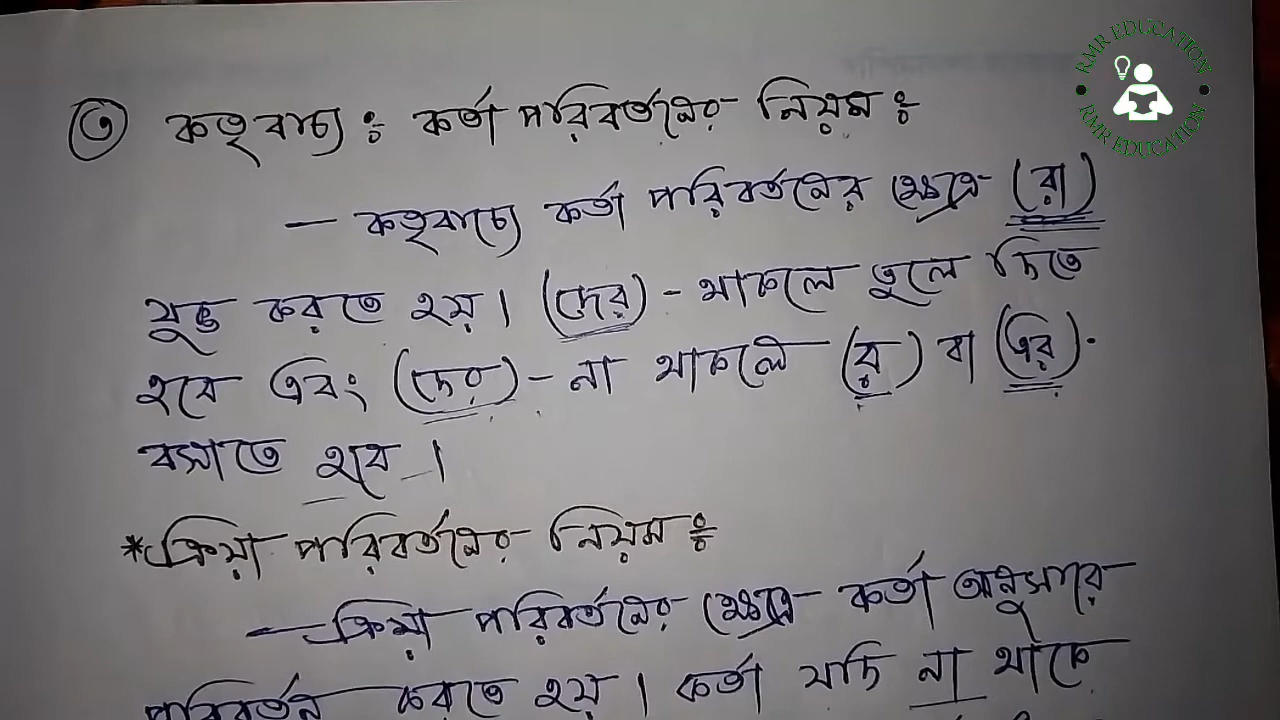 RMR EDUCATION
RMR EDUCATION
৩ কর্তৃবাচ্য ঃ কর্তা পরিবর্তনের নিয়ম ঃ
— কর্তৃবাচ্যে কর্তা পরিবর্তনের ক্ষেত্রে (রা)
যুক্ত করতে হয়। (দের) - থাকলে তুলে দিতে
হবে এবং (দের) - না থাকলে (র) বা (এর).
বসাতে হবে।
*ক্রিয়া পরিবর্তনের নিয়ম ঃ
— ক্রিয়া পরিবর্তনের ক্ষেত্রে কর্তা অনুসারে
পরিবর্তন করতে হয়। কর্তা যদি না থাকে